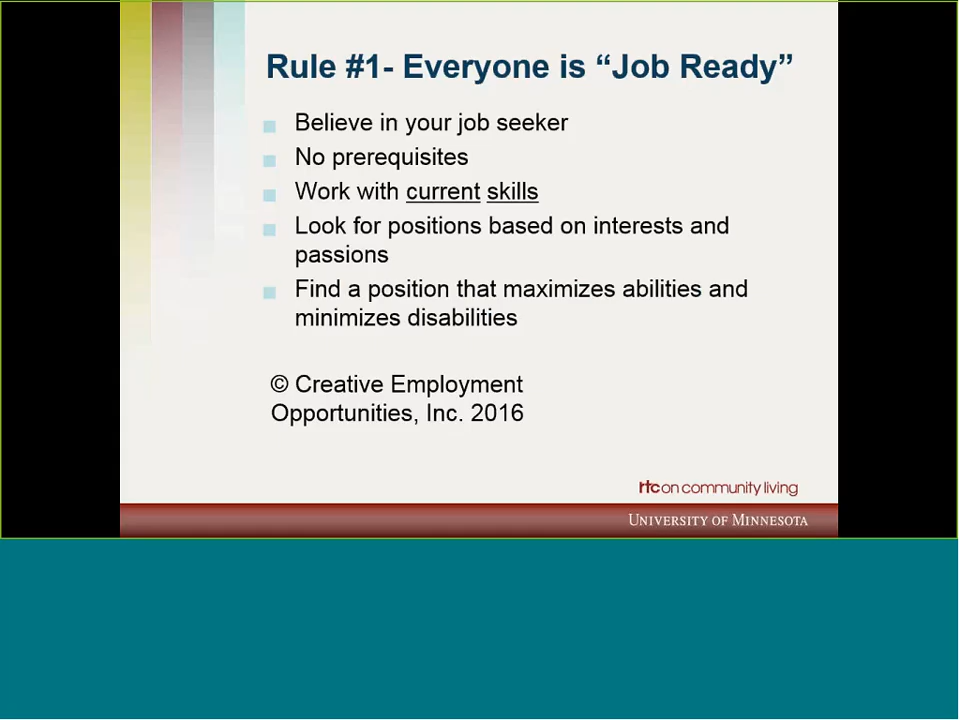 Rule #1- Everyone is “Job Ready”
Believe in your job seeker
No prerequisites
Work with current skills
Look for positions based on interests and
passions
Find a position that maximizes abilities and
minimizes disabilities
© Creative Employment
Opportunities, Inc. 2016
rtc on community living
UNIVERSITY OF MINNESOTA